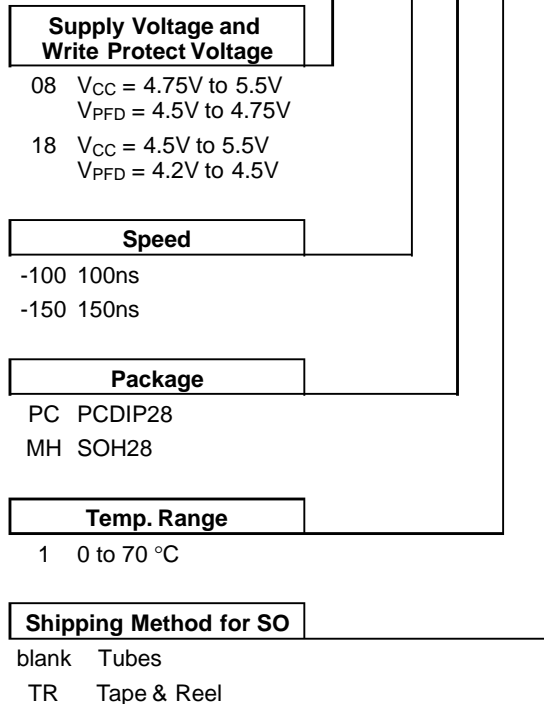 Supply Voltage and
Write Protect Voltage
08 VCC = 4.75V to 5.5V
VPFD = 4.5V to 4.75V
18 VCC = 4.5V to 5.5V
VPFD = 4.2V to 4.5V
Speed
-100 100ns
-150 150ns
Package
PC PCDIP28
MH SOH28
Temp. Range
1 0 to 70 °C
Shipping Method for SO
blank Tubes
TR Tape & Reel